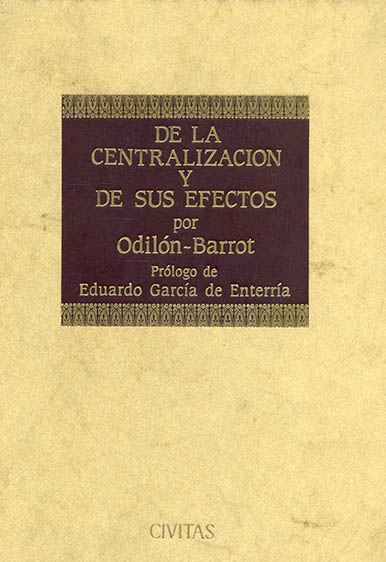 DE LA
CENTRALIZACION
Y
DE SUS EFECTOS
por
Odilón-Barrot
Prólogo de
Eduardo García de Enterría
CIVITAS